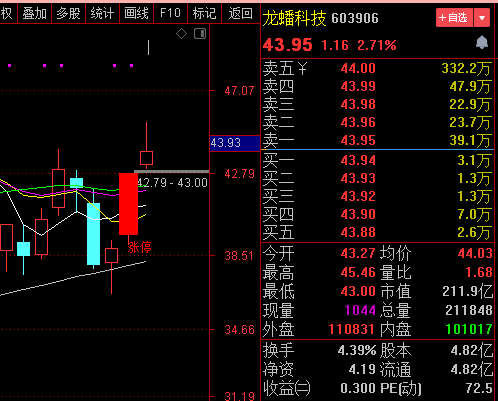 权 叠加 多股 统计 画线 F10 标记 返回
龙蟠科技 603906 +自选
43.95 1.16 2.71%
卖五 ¥ 44.00 332.2万
卖四 43.99 47.9万
卖三 43.98 22.9万
卖二 43.96 23.7万
卖一 43.95 39.1万
买一 43.94 3.1万
买二 43.93 1.3万
买三 43.92 1.3万
买四 43.90 7.0万
买五 43.88 2.6万
今开 43.27 均价 44.03
最高 45.46 量比 1.68
最低 43.00 市值 211.9亿
现量 1044 总量 211848
外盘 110831 内盘 101017
换手 4.39% 股本 4.82亿
净资 4.19 流通 4.82亿
收益㈡ 0.300 PE(动) 72.5
47.07
43.93
42.79
42.79 - 43.00
涨停
38.51
34.66
31.19